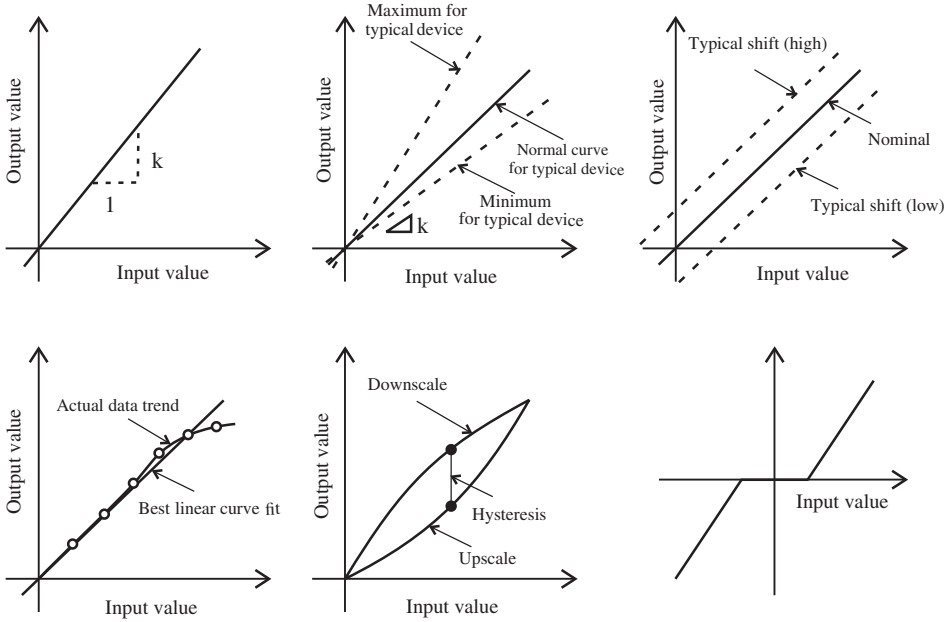 Output value
k
1
Input value
Output value
Maximum for
typical device
Normal curve
for typical device
Minimum
for typical device
k
Input value
Output value
Typical shift (high)
Nominal
Typical shift (low)
Input value
Output value
Actual data trend
Best linear curve fit
Input value
Output value
Downscale
Hysteresis
Upscale
Input value
Input value